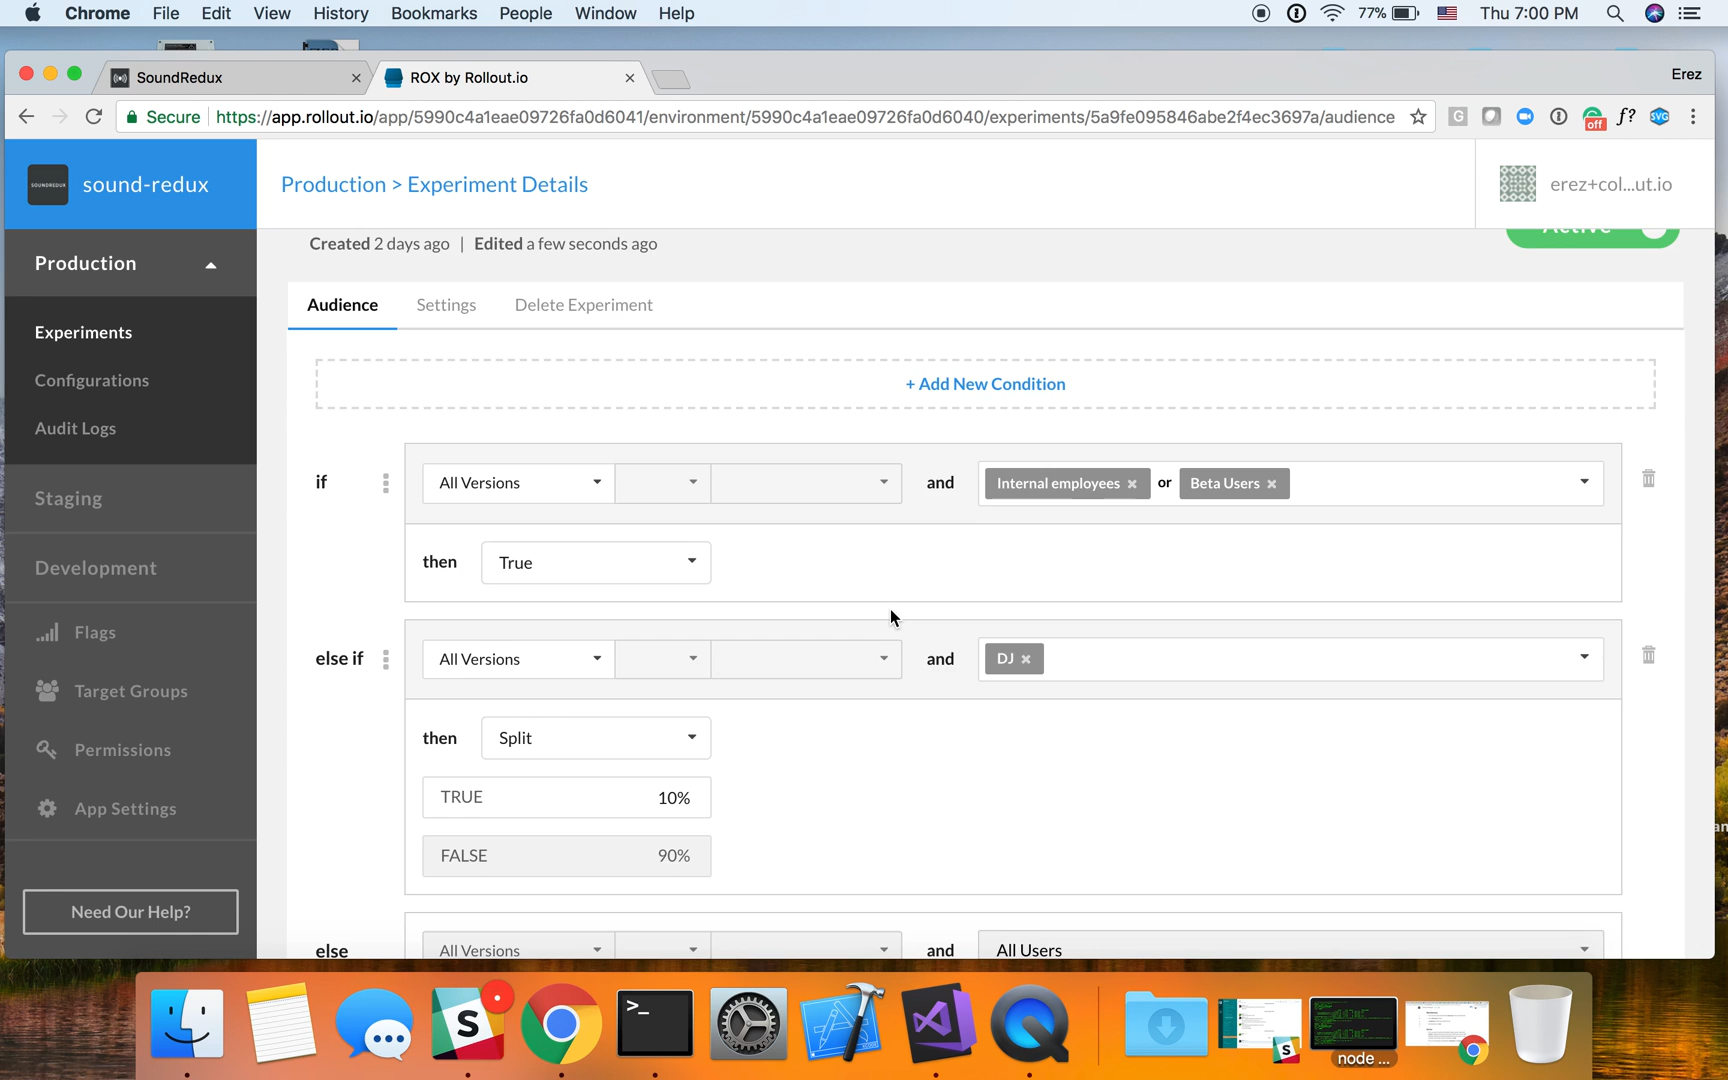 Chrome File Edit View History Bookmarks People Window Help 77% Thu 7:00 PM
SoundRedux ROX by Rollout.io Erez
Secure https://app.rollout.io/app/5990c4a1eae09726fa0d6041/environment/5990c4a1eae09726fa0d6040/experiments/5a9fe095846abe2f4ec3697a/audience G off f? SVG
SOUNDREDUX sound-redux Production > Experiment Details erez+col...ut.io
Created 2 days ago | Edited a few seconds ago Active
Production
Audience Settings Delete Experiment
Experiments
+ Add New Condition
Configurations
Audit Logs
if All Versions and Internal employees × or Beta Users ×
Staging
then True
Development
Flags
else if All Versions and DJ ×
Target Groups
then Split
Permissions
TRUE 10%
App Settings
FALSE 90%
Need Our Help?
else All Versions and All Users
S
>_
S
node ...